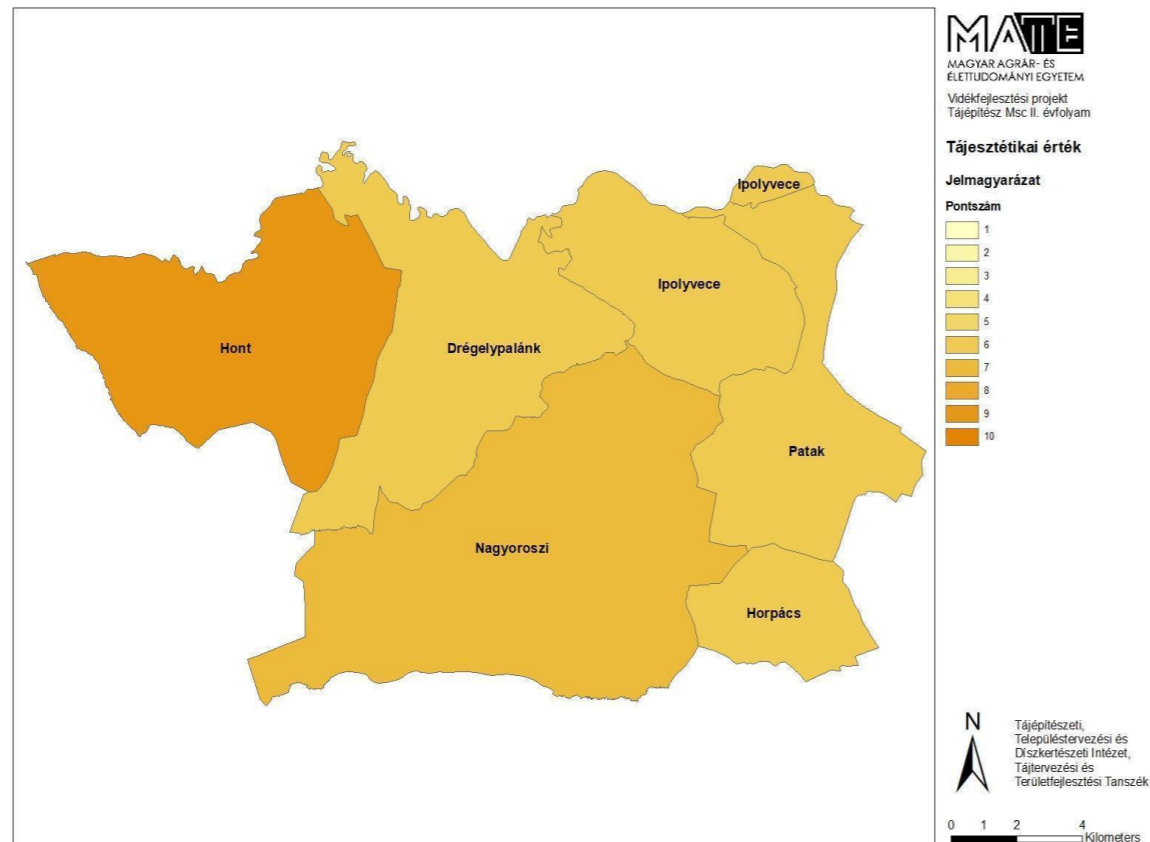 MATE
MAGYAR AGRÁR- ÉS
ÉLETTUDOMÁNYI EGYETEM
Vidékfejlesztési projekt
Tájépítész Msc II. évfolyam
Tájesztétikai érték
Jelmagyarázat
Pontszám
1
2
3
4
5
6
7
8
9
10
Ipolyvece
Ipolyvece
Hont
Drégelypalánk
Patak
Nagyoroszi
Horpács
N
Tájépítészeti,
Településtervezési és
Díszkertészeti Intézet,
Tájtervezési és
Területfejlesztési Tanszék
0 1 2 4
Kilometers